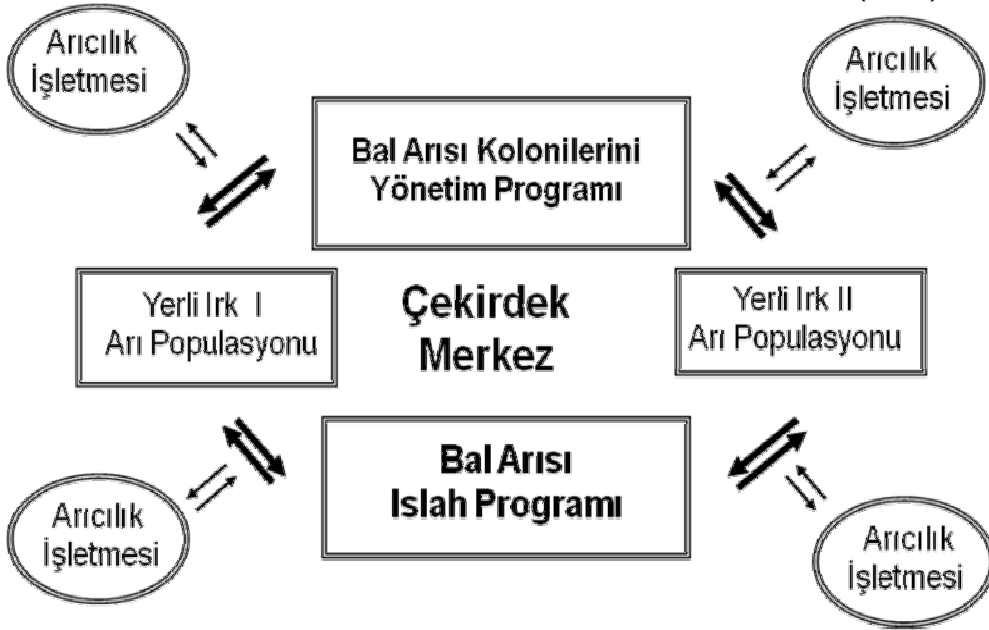 Arıcılık
İşletmesi
Arıcılık
İşletmesi
Bal Arısı Kolonilerini
Yönetim Programı
Yerli Irk I
Arı Populasyonu
Çekirdek
Merkez
Yerli Irk II
Arı Populasyonu
Bal Arısı
Islah Programı
Arıcılık
İşletmesi
Arıcılık
İşletmesi